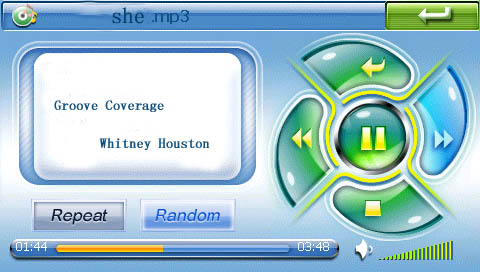 she .mp3
Groove Coverage
Whitney Houston
Repeat
Random
01:44
03:48